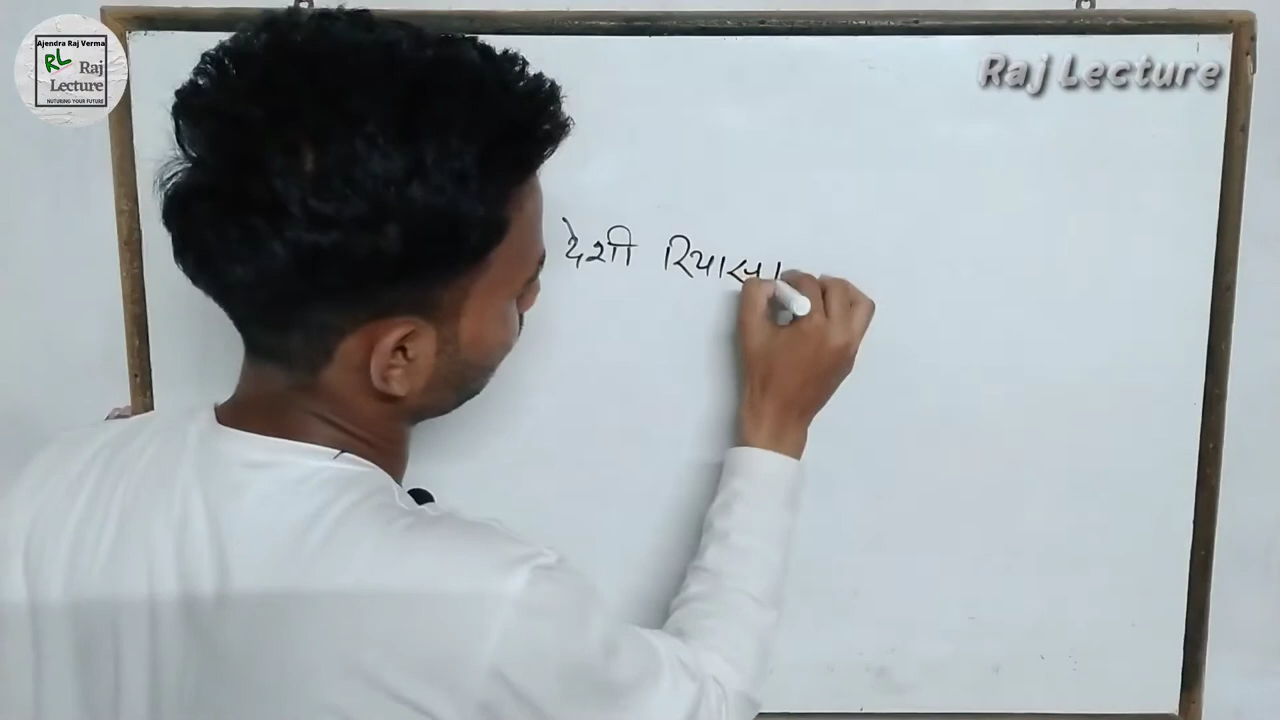 Ajendra Raj Verma
RL Raj
Lecture
NUTURING YOUR FUTURE
Raj Lecture
देशी